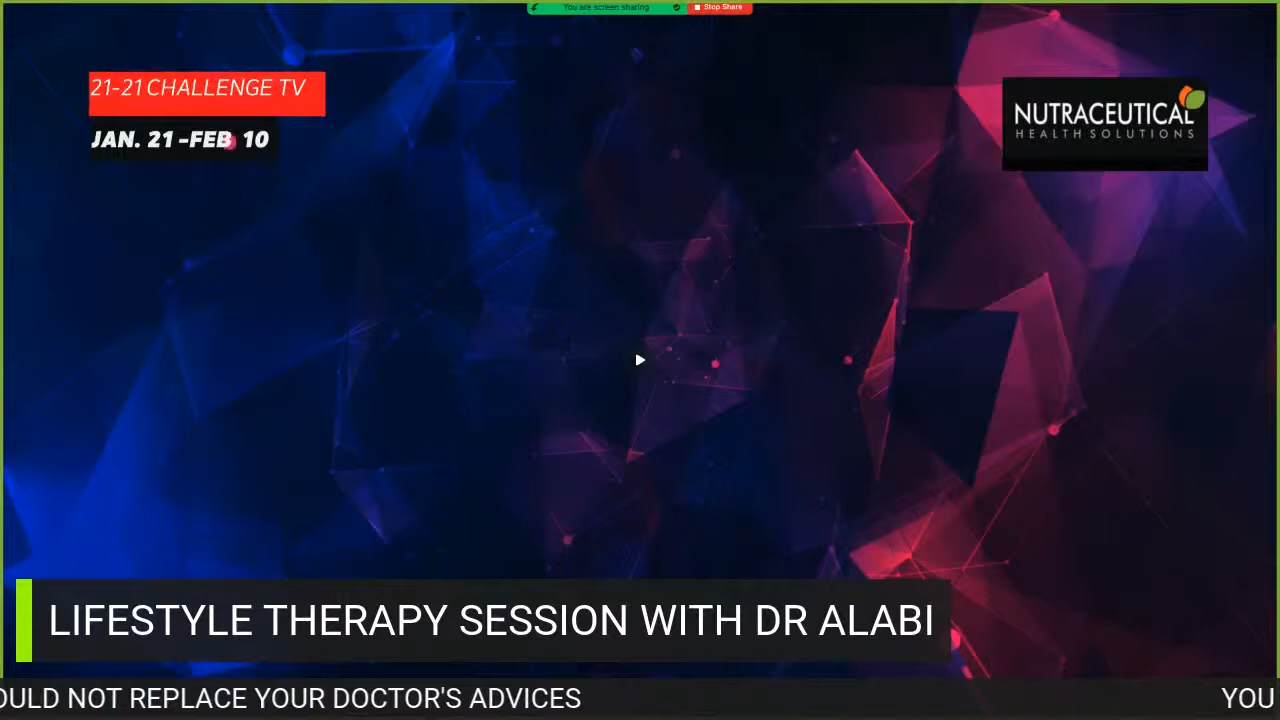 You are screen sharing Stop Share
21-21 CHALLENGE TV
JAN. 21 -FEB 10
NUTRACEUTICAL
HEALTH SOLUTIONS
LIFESTYLE THERAPY SESSION WITH DR ALABI
OULD NOT REPLACE YOUR DOCTOR'S ADVICES YOU